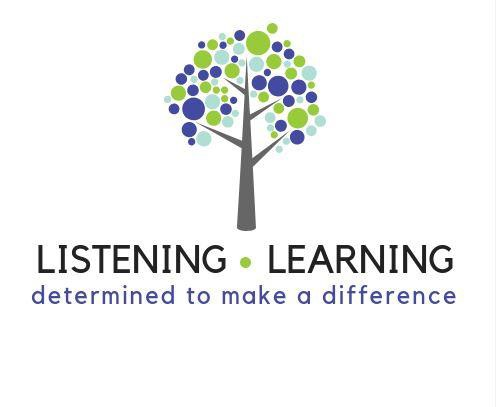 LISTENING • LEARNING
determined to make a difference